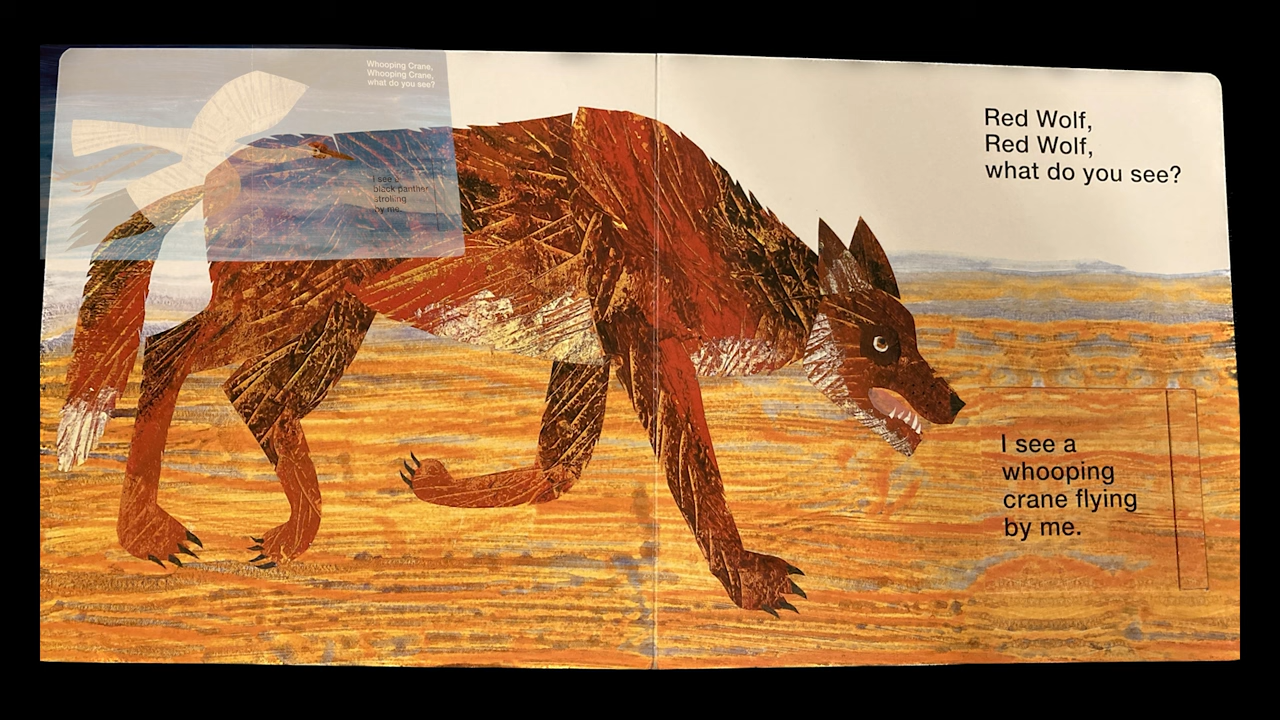 Whooping Crane,
Whooping Crane,
what do you see?
I see a
black panther
strolling
by me.
Red Wolf,
Red Wolf,
what do you see?
I see a
whooping
crane flying
by me.